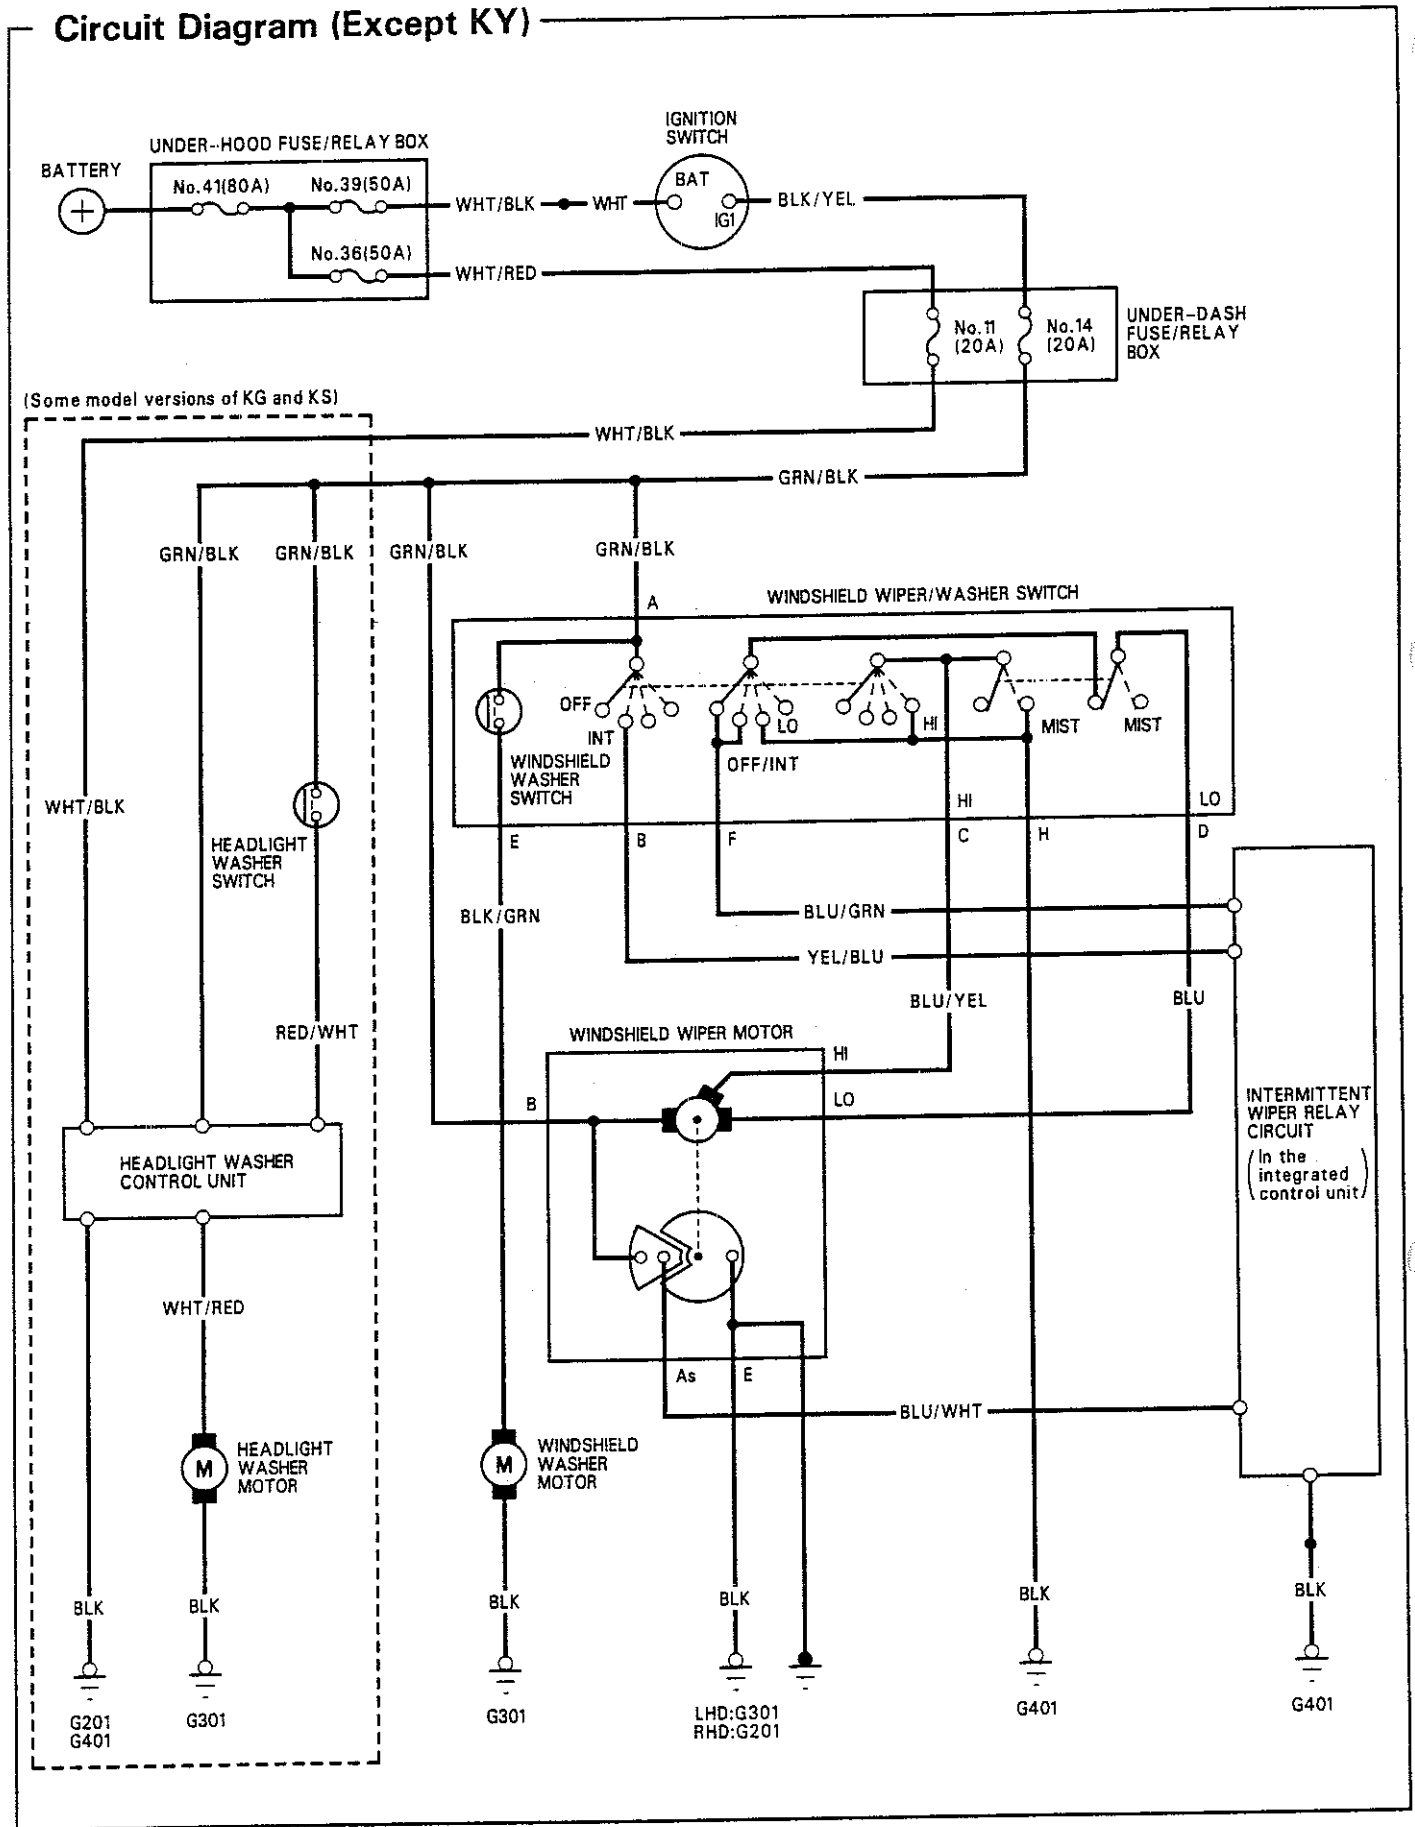 Circuit Diagram (Except KY)
IGNITION
SWITCH
UNDER-HOOD FUSE/RELAY BOX
BATTERY
No.41(80A)
No.39(50A)
BAT
IG1
WHT/BLK
WHT
BLK/YEL
No.36(50A)
WHT/RED
No.11
(20A)
No.14
(20A)
UNDER-DASH
FUSE/RELAY
BOX
(Some model versions of KG and KS)
WHT/BLK
GRN/BLK
GRN/BLK
GRN/BLK
GRN/BLK
GRN/BLK
A
WINDSHIELD WIPER/WASHER SWITCH
OFF
INT
LO
OFF/INT
HI
MIST
MIST
WINDSHIELD
WASHER
SWITCH
HI
LO
E
B
F
C
H
D
WHT/BLK
HEADLIGHT
WASHER
SWITCH
BLK/GRN
BLU/GRN
YEL/BLU
BLU/YEL
BLU
RED/WHT
WINDSHIELD WIPER MOTOR
HI
LO
B
INTERMITTENT
WIPER RELAY
CIRCUIT
(In the
integrated
control unit)
HEADLIGHT WASHER
CONTROL UNIT
WHT/RED
As
E
BLU/WHT
M
HEADLIGHT
WASHER
MOTOR
M
WINDSHIELD
WASHER
MOTOR
BLK
BLK
BLK
BLK
BLK
BLK
G201
G401
G301
G301
LHD:G301
RHD:G201
G401
G401